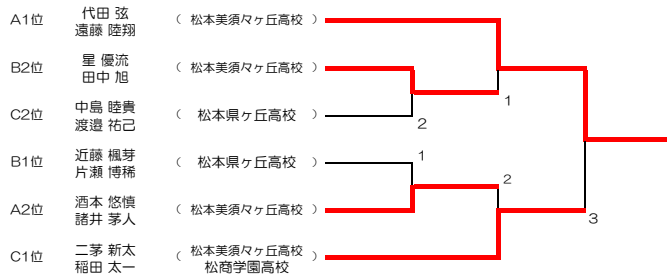 A1位 代田 弦 遠藤 陸翔 （ 松本美須々ヶ丘高校 ）
B2位 星 優流 田中 旭 （ 松本美須々ヶ丘高校 ）
1
C2位 中島 睦貴 渡邉 祐己 （ 松本県ヶ丘高校 ）
2
B1位 近藤 楓芽 片瀬 博稀 （ 松本県ヶ丘高校 ）
1
2
A2位 酒本 悠慎 諸井 茅人 （ 松本美須々ヶ丘高校 ）
3
C1位 二茅 新太 稲田 太一 （ 松本美須々ヶ丘高校 松商学園高校 ）